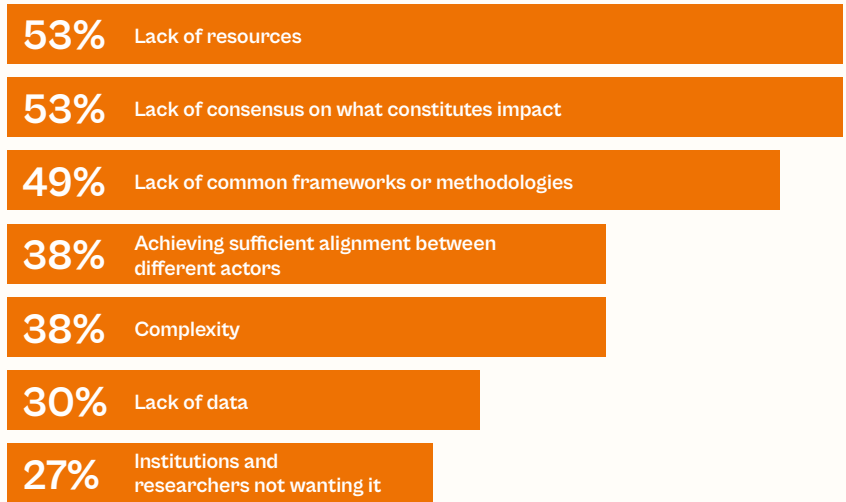 53% Lack of resources
53% Lack of consensus on what constitutes impact
49% Lack of common frameworks or methodologies
38% Achieving sufficient alignment between
different actors
38% Complexity
30% Lack of data
27% Institutions and
researchers not wanting it